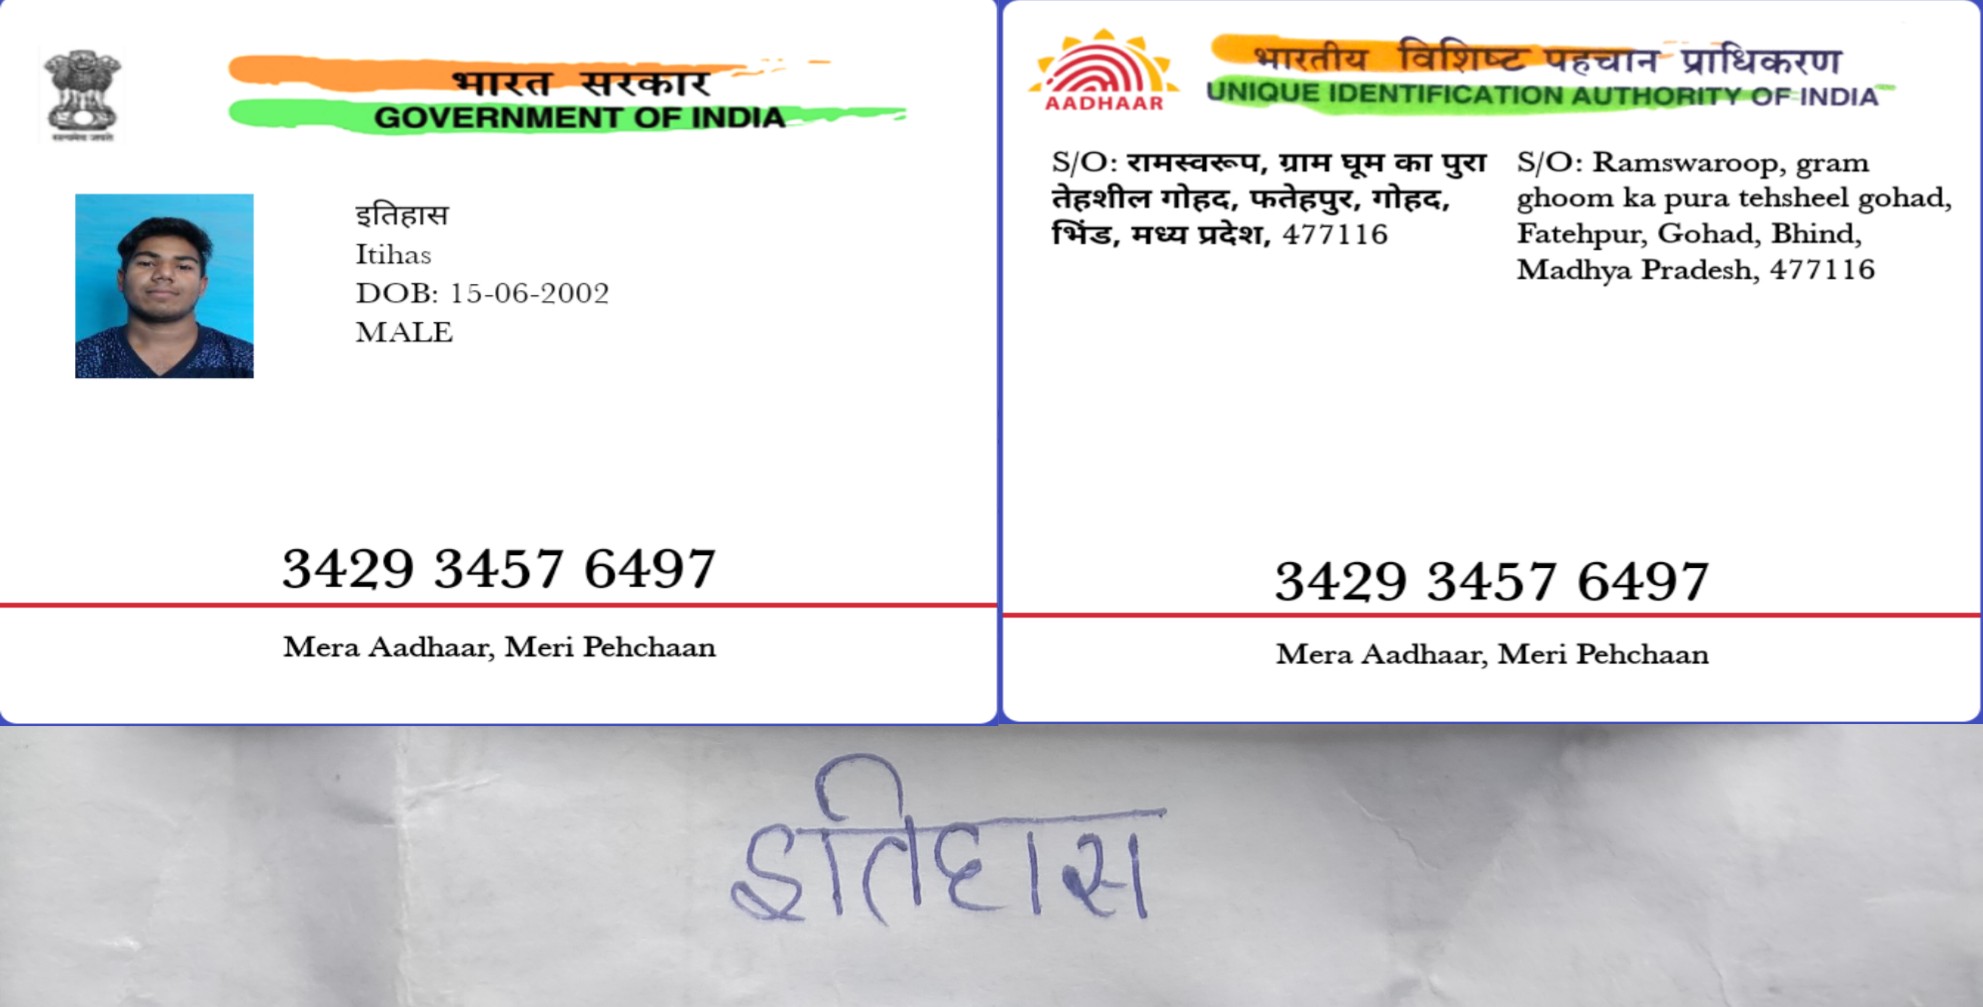 भारत सरकार
GOVERNMENT OF INDIA
इतिहास
Itihas
DOB: 15-06-2002
MALE
3429 3457 6497
Mera Aadhaar, Meri Pehchaan
AADHAAR
भारतीय विशिष्ट पहचान प्राधिकरण
UNIQUE IDENTIFICATION AUTHORITY OF INDIA
S/O: रामस्वरूप, ग्राम घूम का पुरा
तेहशील गोहद, फतेहपुर, गोहद,
भिंड, मध्य प्रदेश, 477116
S/O: Ramswaroop, gram
ghoom ka pura tehsheel gohad,
Fatehpur, Gohad, Bhind,
Madhya Pradesh, 477116
3429 3457 6497
Mera Aadhaar, Meri Pehchaan
इतिहास